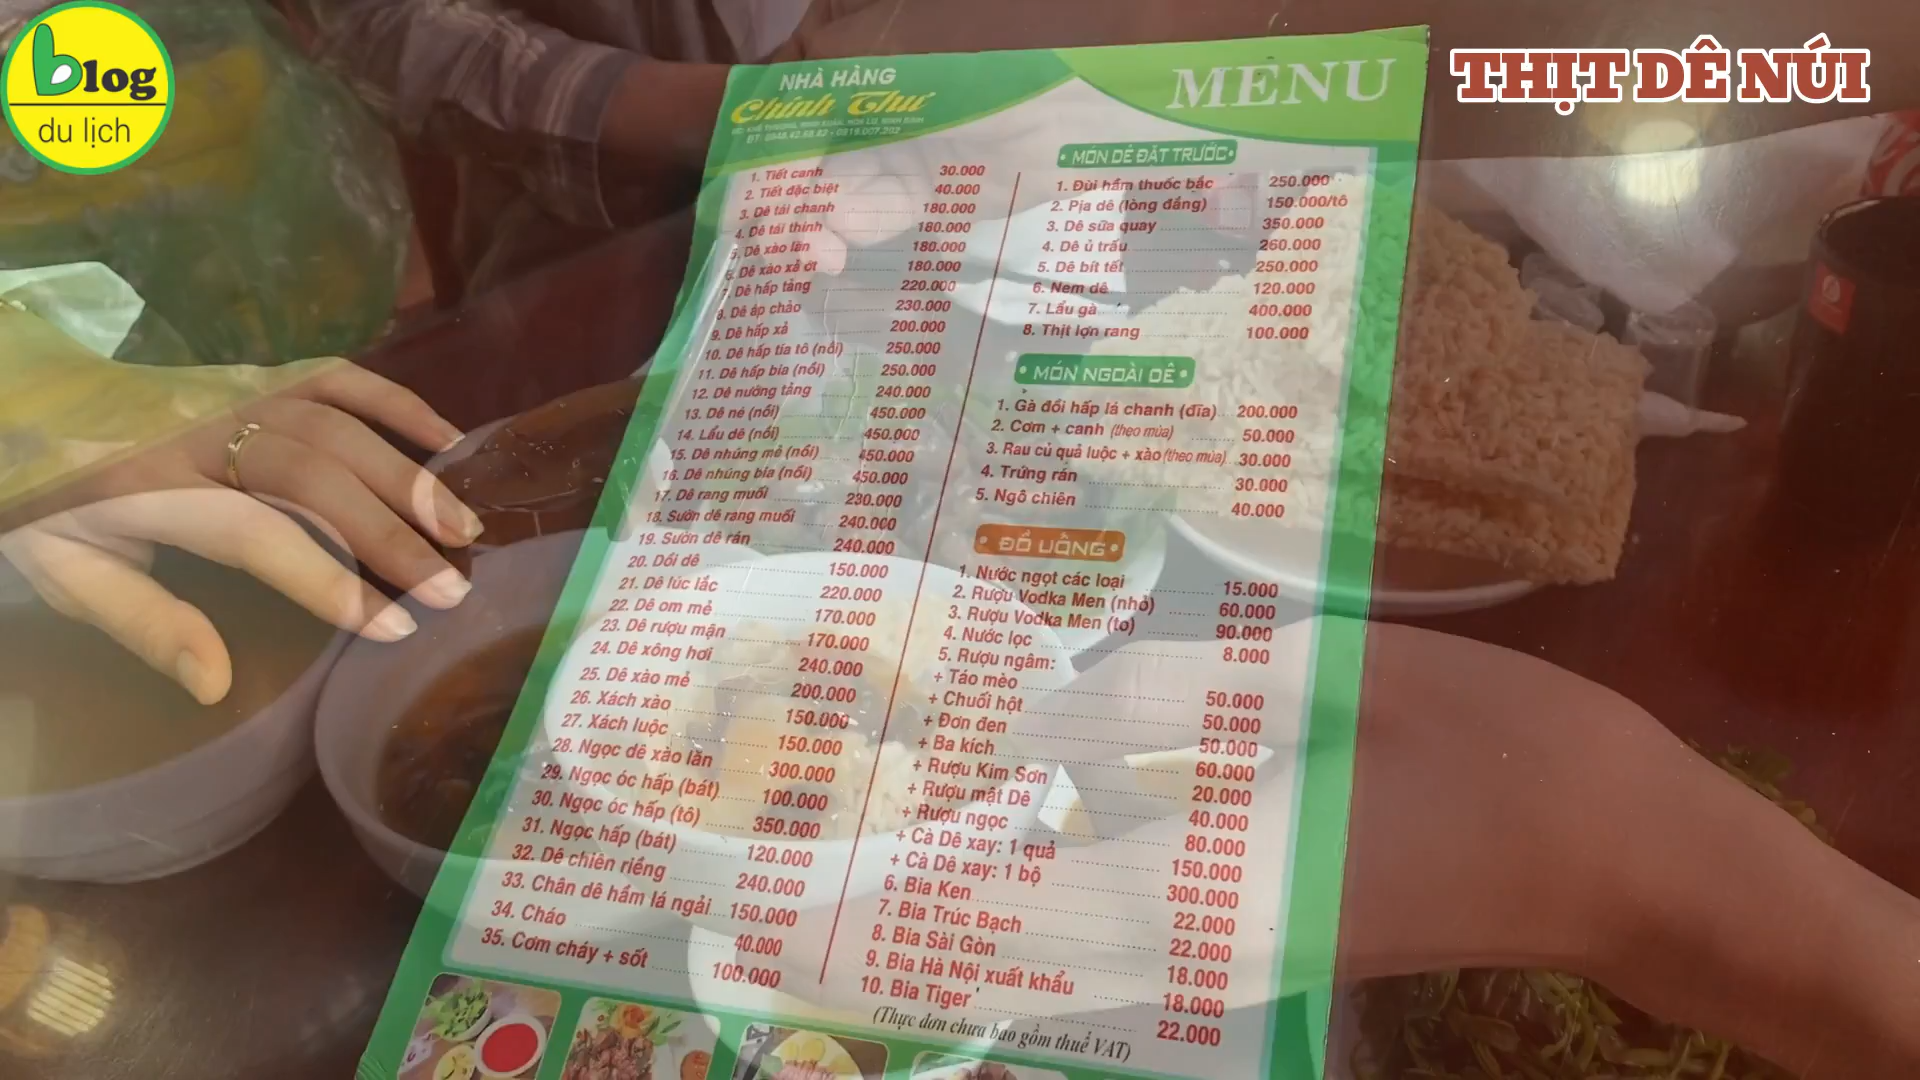 blog
du lịch
THỊT DÊ NÚI
NHÀ HÀNG
Chính Thư
MENU
1. Tiết canh 30.000
2. Tiết đặc biệt 40.000
3. Dê tái chanh 180.000
4. Dê tái thính 180.000
5. Dê xào lăn 180.000
6. Dê xào xả ớt 180.000
7. Dê hấp tảng 220.000
8. Dê áp chảo 230.000
9. Dê hấp xả 200.000
10. Dê hấp tía tô (nồi) 250.000
11. Dê hấp bia (nồi) 250.000
12. Dê nướng tảng 240.000
13. Dê né (nồi) 450.000
14. Lẩu dê (nồi) 450.000
15. Dê nhúng mẻ (nồi) 450.000
16. Dê nhúng bia (nồi) 450.000
17. Dê rang muối 230.000
18. Sườn dê rang muối 240.000
19. Sườn dê rán 240.000
20. Dồi dê 150.000
21. Dê lúc lắc 220.000
22. Dê om mẻ 170.000
23. Dê rượu mận 170.000
24. Dê xông hơi 240.000
25. Dê xào mẻ 200.000
26. Xách xào 150.000
27. Xách luộc 150.000
28. Ngọc dê xào lăn 300.000
29. Ngọc óc hấp (bát) 100.000
30. Ngọc óc hấp (tô) 350.000
31. Ngọc hấp (bát) 120.000
32. Dê chiên riềng 240.000
33. Chân dê hầm lá ngải 150.000
34. Cháo 40.000
35. Cơm cháy + sốt 100.000
MÓN DÊ ĐẶT TRƯỚC
1. Đùi hầm thuốc bắc 250.000
2. Pịa dê (lòng đắng) 150.000/tô
3. Dê sữa quay 350.000
4. Dê ủ trấu 260.000
5. Dê bít tết 250.000
6. Nem dê 120.000
7. Lẩu gà 400.000
8. Thịt lợn rang 100.000
MÓN NGOÀI DÊ
1. Gà đồi hấp lá chanh (đĩa) 200.000
2. Cơm + canh (theo mùa) 50.000
3. Rau củ quả luộc + xào (theo mùa) 30.000
4. Trứng rán 30.000
5. Ngô chiên 40.000
ĐỒ UỐNG
1. Nước ngọt các loại 15.000
2. Rượu Vodka Men (nhỏ) 60.000
3. Rượu Vodka Men (to) 90.000
4. Nước lọc 8.000
5. Rượu ngâm:
+ Táo mèo 50.000
+ Chuối hột 50.000
+ Đơn đen 50.000
+ Ba kích 60.000
+ Rượu Kim Sơn 20.000
+ Rượu mật Dê 40.000
+ Rượu ngọc 80.000
+ Cà Dê xay: 1 quả 150.000
+ Cà Dê xay: 1 bộ 300.000
6. Bia Ken 22.000
7. Bia Trúc Bạch 22.000
8. Bia Sài Gòn 18.000
9. Bia Hà Nội xuất khẩu 18.000
10. Bia Tiger 22.000
(Thực đơn chưa bao gồm thuế VAT)